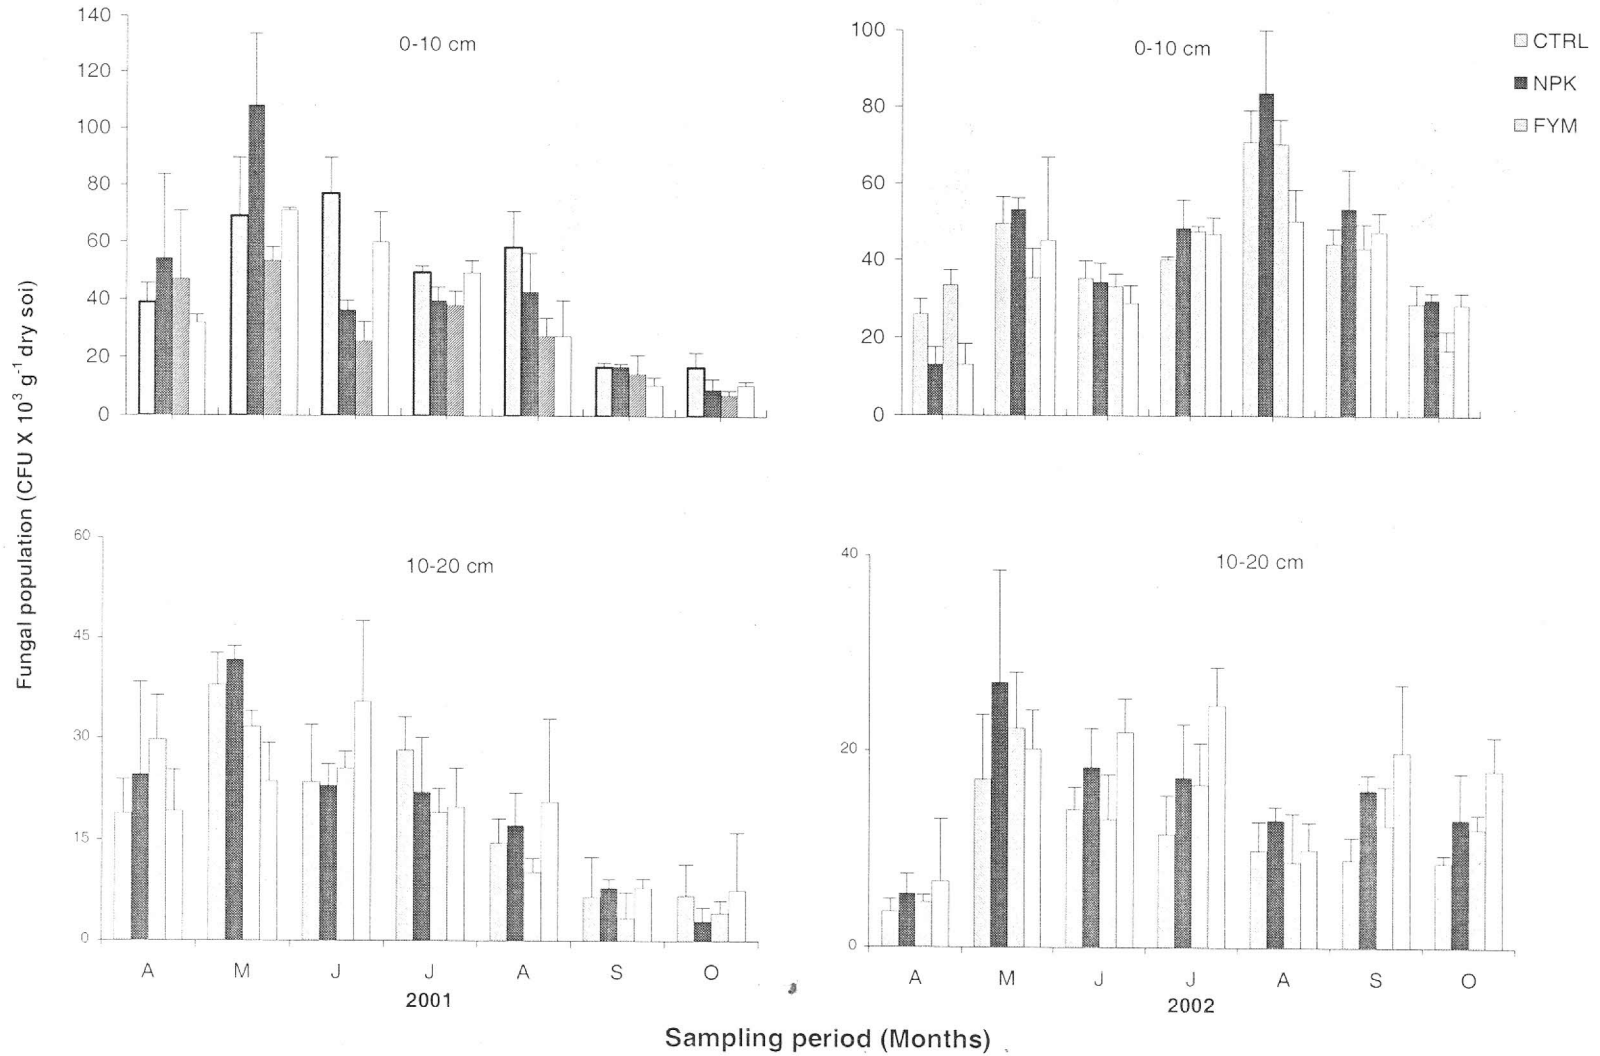 140
120
100
80
60
40
20
0
0-10 cm
100
80
60
40
20
0
0-10 cm
CTRL
NPK
FYM
Fungal population (CFU X 10³ g⁻¹ dry soi)
60
45
30
15
0
10-20 cm
A M J J A S O
2001
40
20
0
10-20 cm
A M J J A S O
2002
Sampling period (Months)